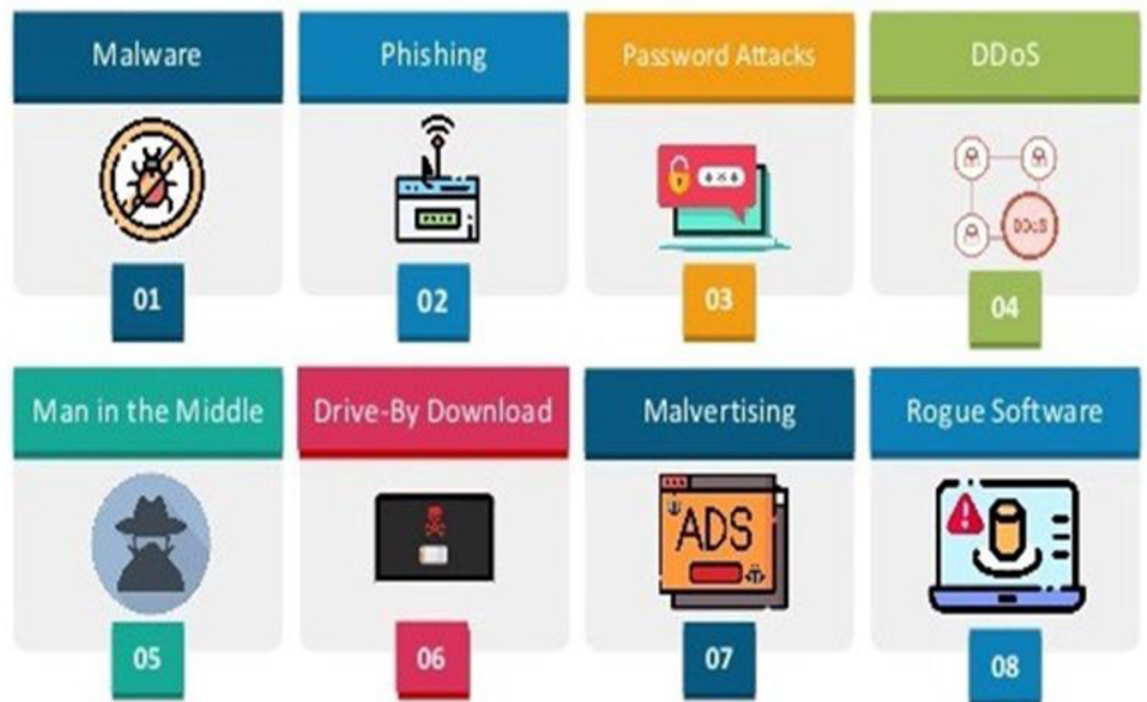 Malware
Phishing
Password Attacks
DDoS
DDoS
01
02
03
04
Man in the Middle
Drive-By Download
Malvertising
Rogue Software
ADS
05
06
07
08